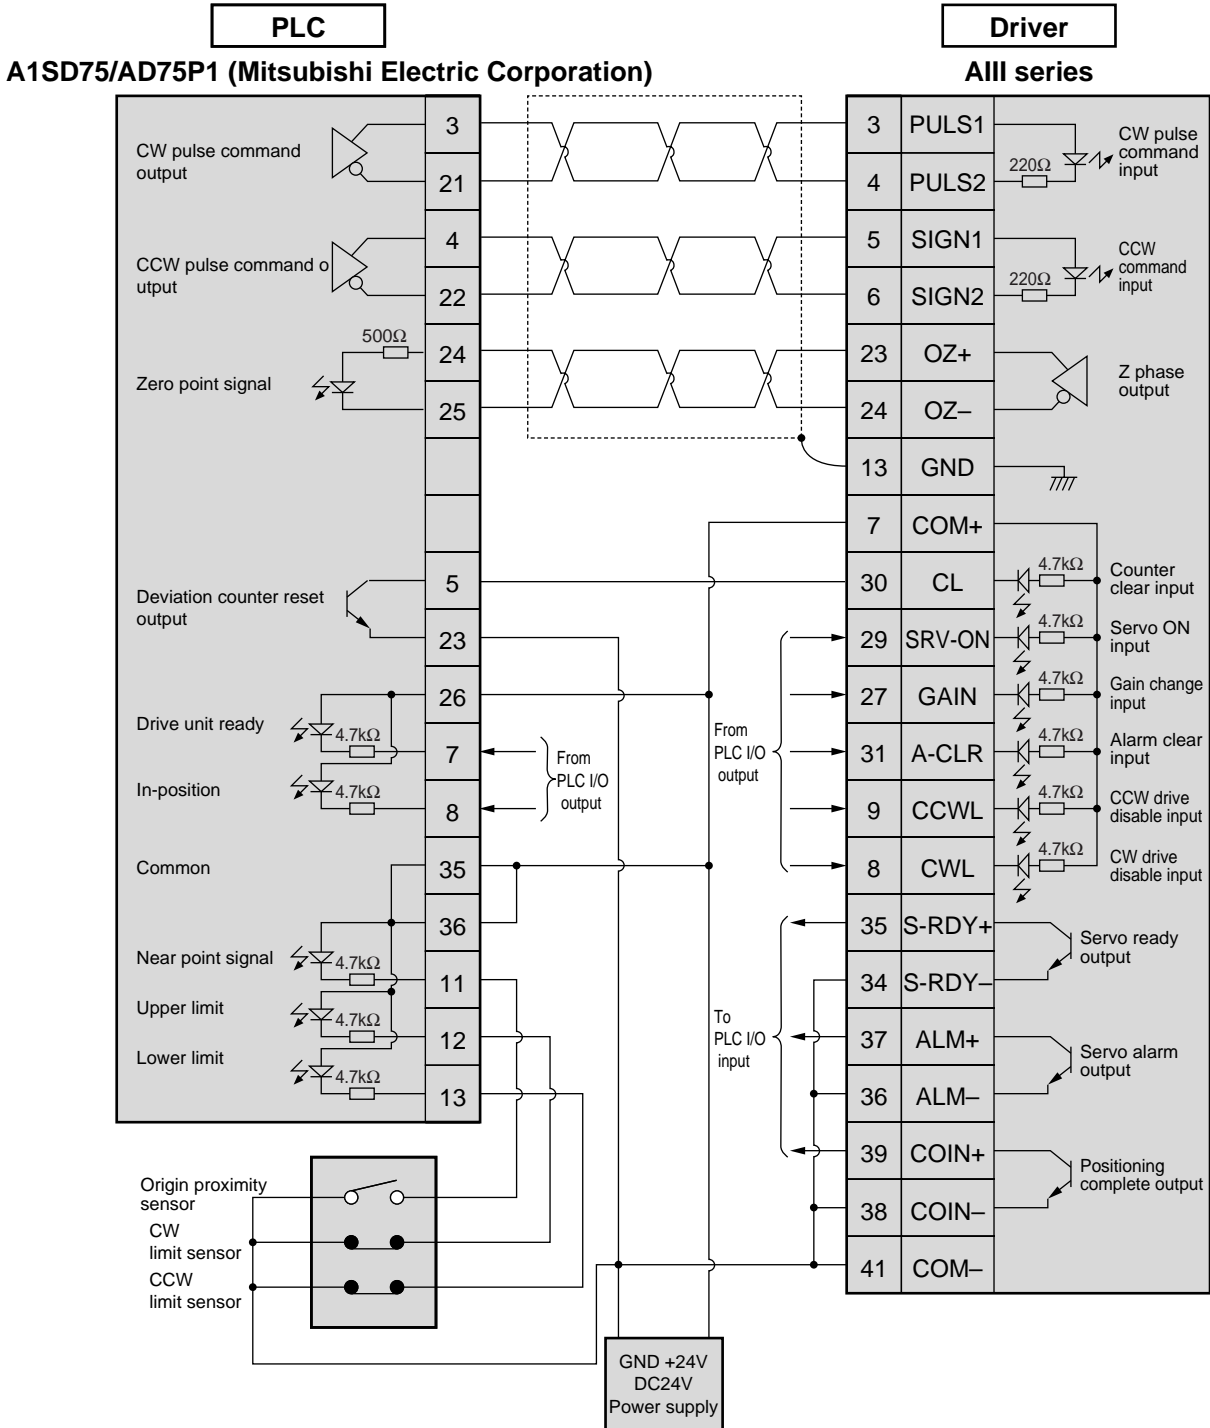 PLC
Driver
A1SD75/AD75P1 (Mitsubishi Electric Corporation)
AIII series
CW pulse command
output
3
21
CCW pulse command o
utput
4
22
500Ω
24
Zero point signal
25
Deviation counter reset
output
5
23
26
Drive unit ready
4.7kΩ
7
In-position
4.7kΩ
8
From
PLC I/O
output
Common
35
36
Near point signal
4.7kΩ
11
Upper limit
4.7kΩ
12
Lower limit
4.7kΩ
13
Origin proximity
sensor
CW
limit sensor
CCW
limit sensor
GND +24V
DC24V
Power supply
From
PLC I/O
output
To
PLC I/O
input
3 PULS1
4 PULS2
220Ω
CW pulse
command
input
5 SIGN1
6 SIGN2
220Ω
CCW
command
input
23 OZ+
24 OZ–
Z phase
output
13 GND
7 COM+
30 CL
4.7kΩ
Counter
clear input
29 SRV-ON
4.7kΩ
Servo ON
input
27 GAIN
4.7kΩ
Gain change
input
31 A-CLR
4.7kΩ
Alarm clear
input
9 CCWL
4.7kΩ
CCW drive
disable input
8 CWL
4.7kΩ
CW drive
disable input
35 S-RDY+
34 S-RDY–
Servo ready
output
37 ALM+
36 ALM–
Servo alarm
output
39 COIN+
38 COIN–
Positioning
complete output
41 COM–